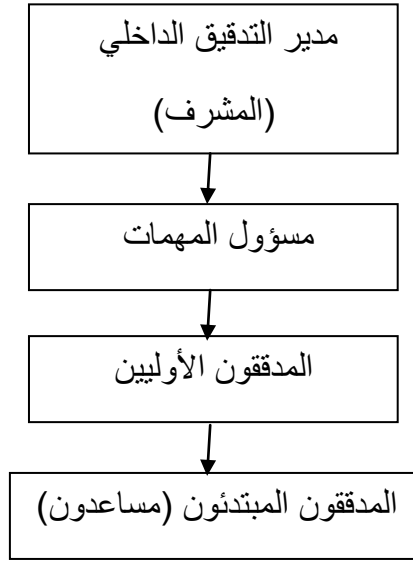 مدير التدقيق الداخلي
(المشرف)
مسؤول المهمات
المدققون الأوليين
المدققون المبتدئون (مساعدون)